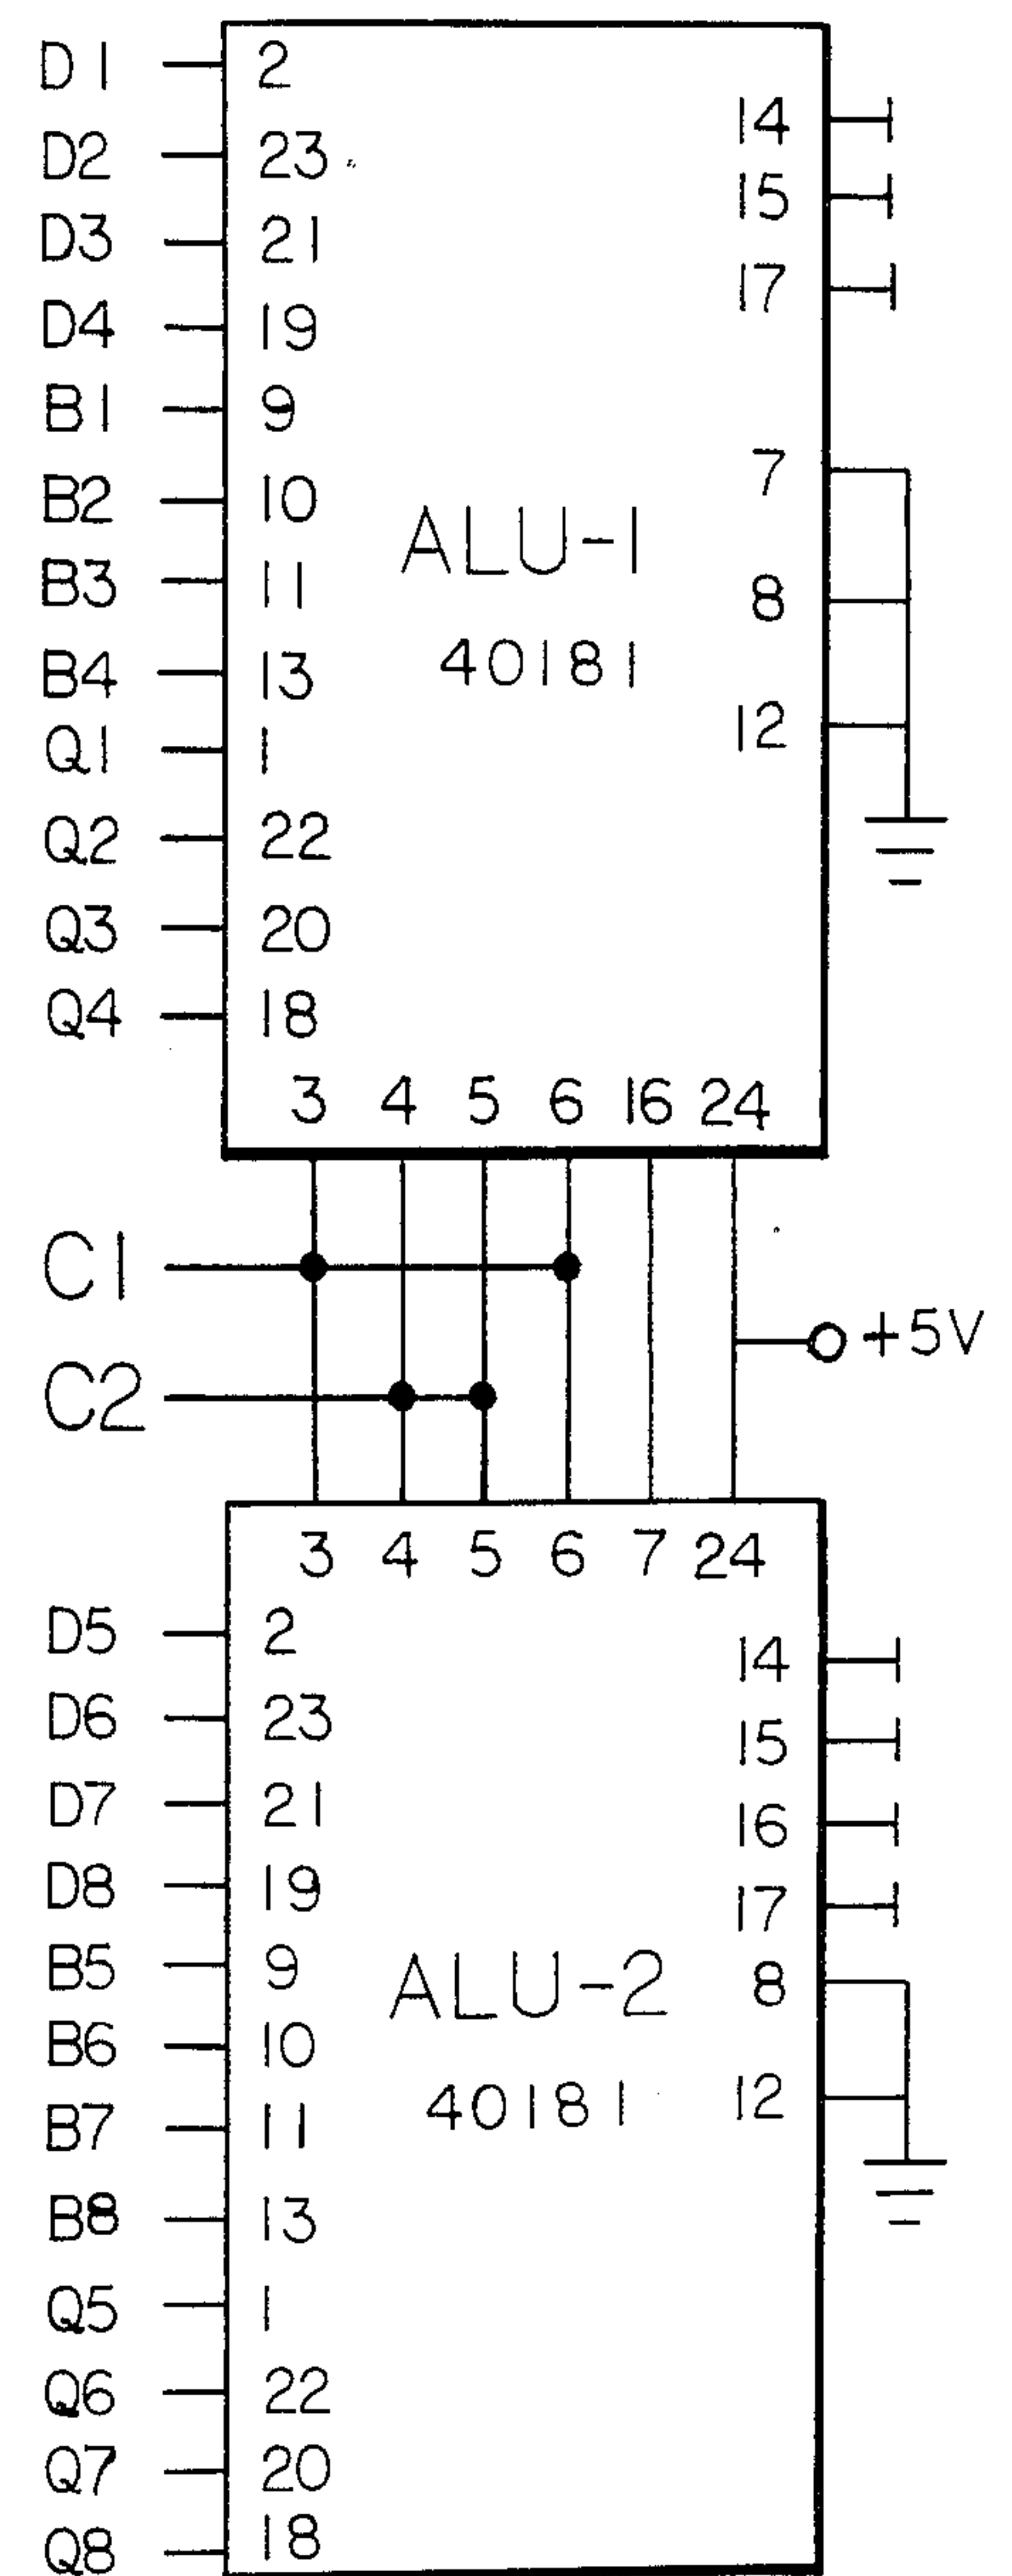 D1 2
14
D2 23
15
D3 21
17
D4 19
B1 9
7
B2 10
ALU-1
B3 11
8
40181
B4 13
12
Q1 1
Q2 22
Q3 20
Q4 18
3 4 5 6 16 24
C1
+5V
C2
3 4 5 6 7 24
D5 2
14
D6 23
15
D7 21
16
D8 19
17
B5 9
8
ALU-2
B6 10
12
40181
B7 11
B8 13
Q5 1
Q6 22
Q7 20
Q8 18